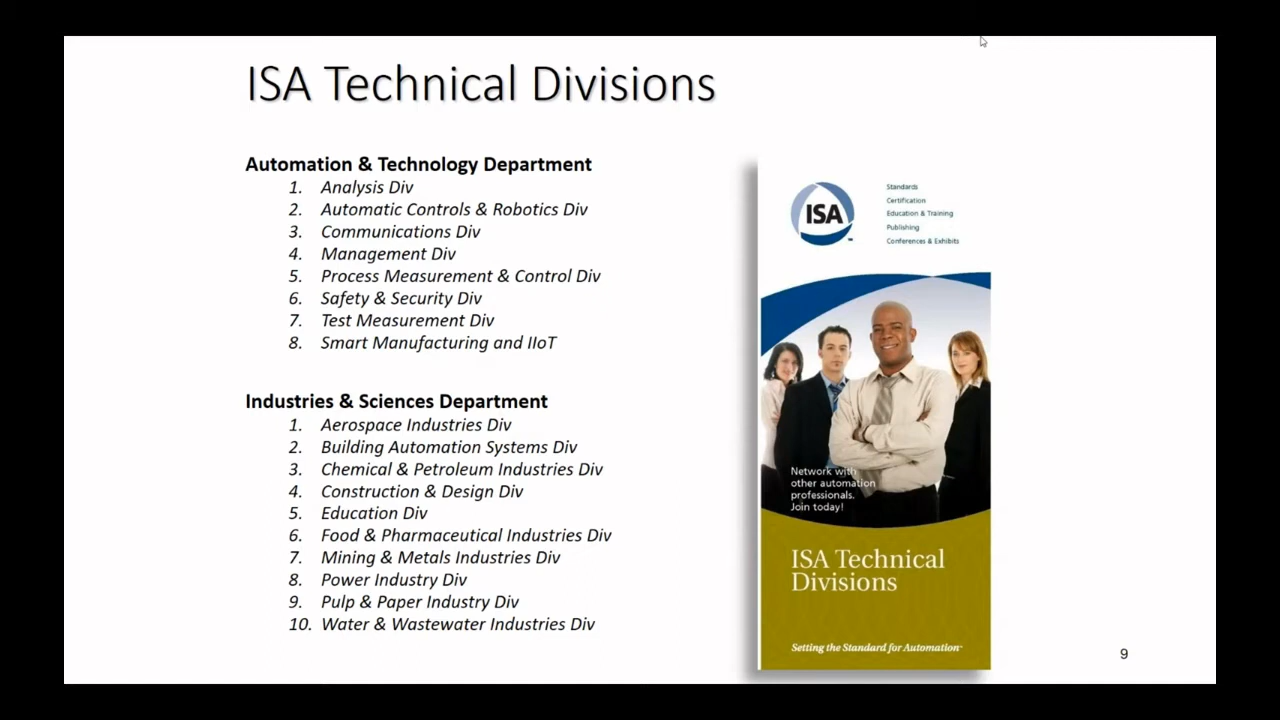 ISA Technical Divisions
Automation & Technology Department
1. Analysis Div
2. Automatic Controls & Robotics Div
3. Communications Div
4. Management Div
5. Process Measurement & Control Div
6. Safety & Security Div
7. Test Measurement Div
8. Smart Manufacturing and IIoT
Industries & Sciences Department
1. Aerospace Industries Div
2. Building Automation Systems Div
3. Chemical & Petroleum Industries Div
4. Construction & Design Div
5. Education Div
6. Food & Pharmaceutical Industries Div
7. Mining & Metals Industries Div
8. Power Industry Div
9. Pulp & Paper Industry Div
10. Water & Wastewater Industries Div
ISA
Standards
Certification
Education & Training
Publishing
Conferences & Exhibits
Network with
other automation
professionals.
Join today!
ISA Technical
Divisions
Setting the Standard for Automation™
9